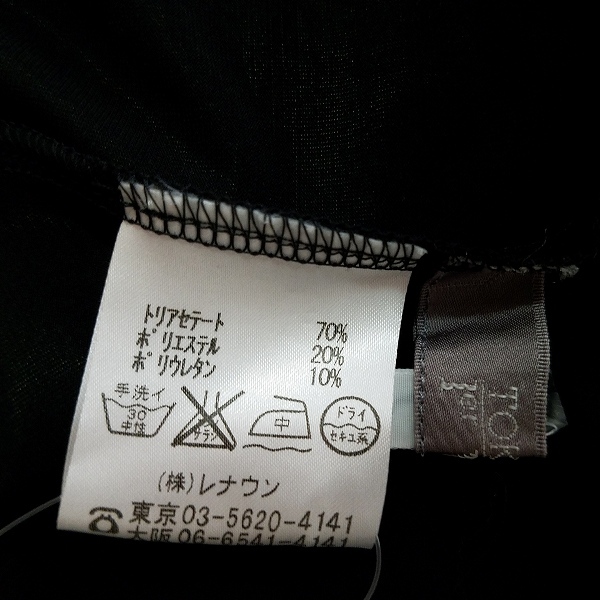 トリアセテート 70%
ポリエステル 20%
ポリウレタン 10%
手洗イ
30
中性
エンソ
サラシ
中
ドライ
セキユ系
(株)レナウン
☎東京03-5620-4141
大阪06-6541-4141
TOR